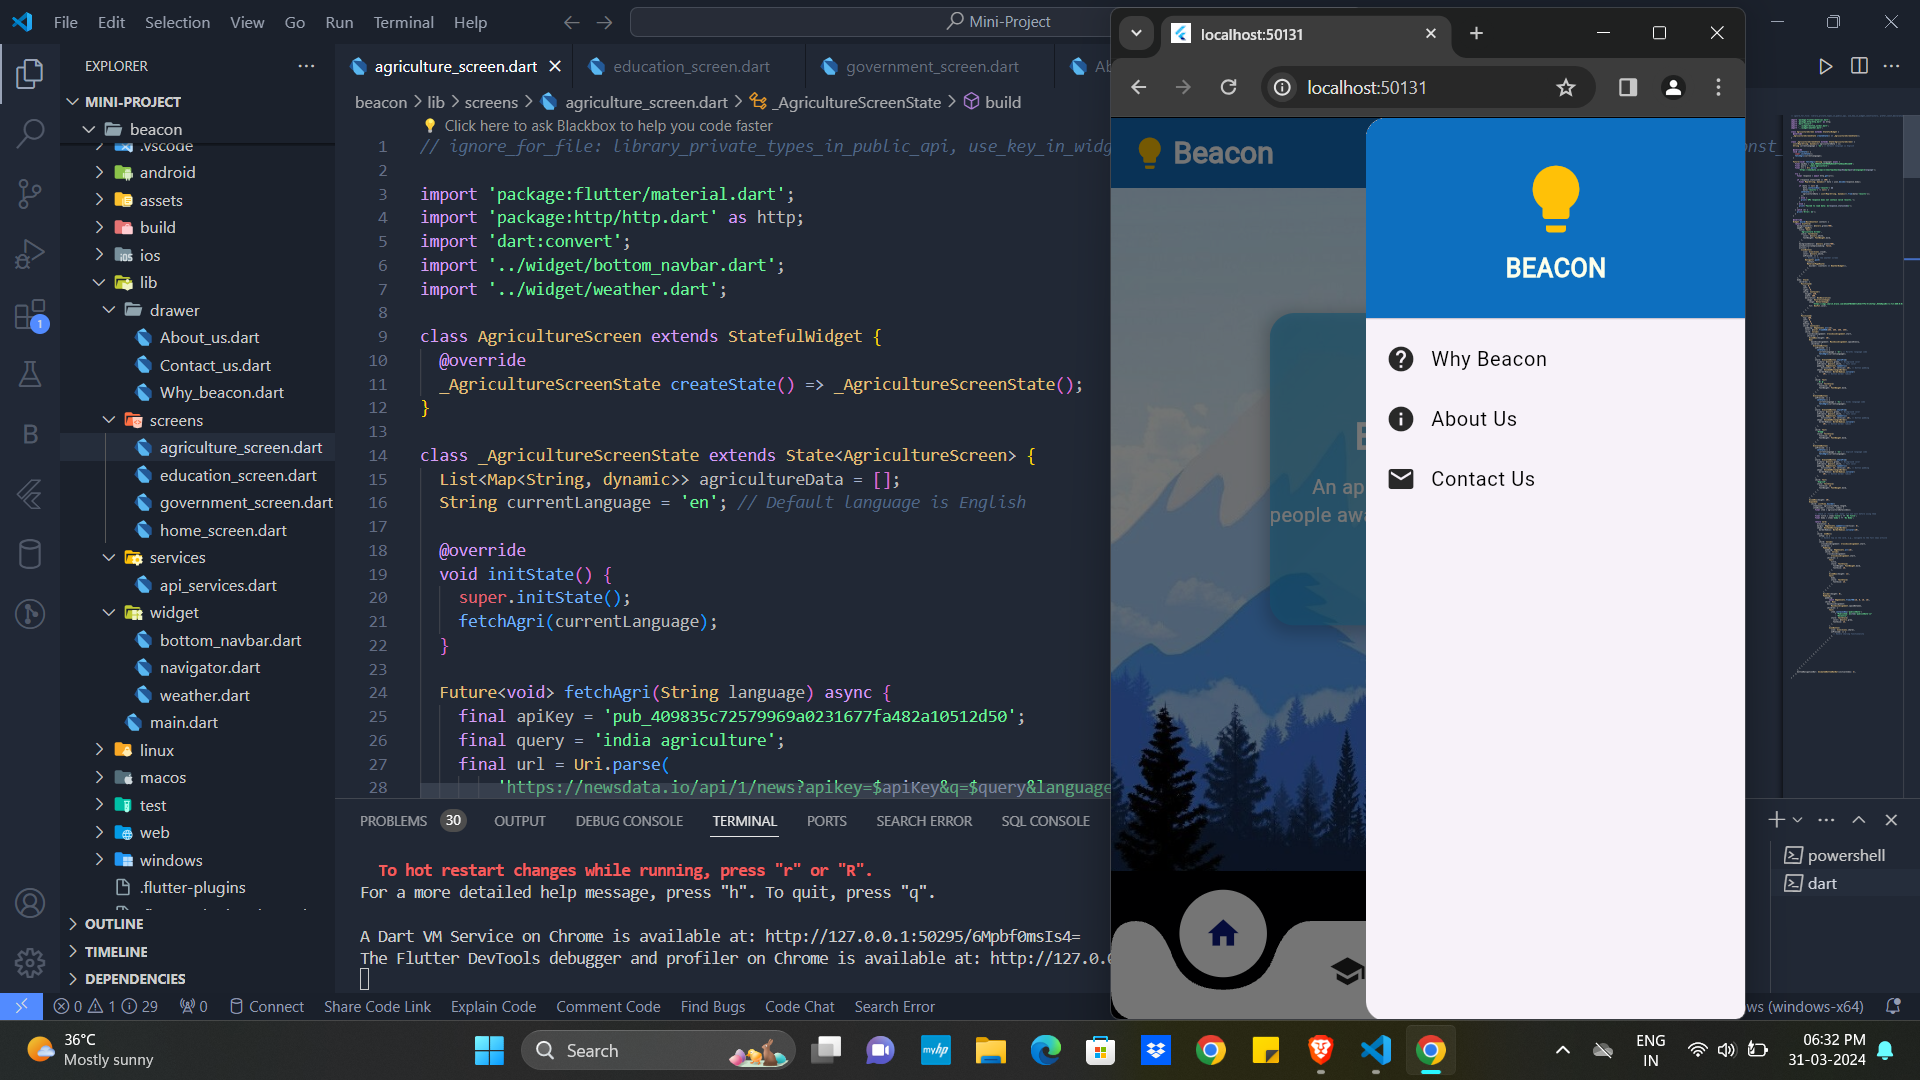 File Edit Selection View Go Run Terminal Help
Mini-Project
EXPLORER
MINI-PROJECT
beacon
.vscode
android
assets
build
ios
lib
drawer
About_us.dart
Contact_us.dart
Why_beacon.dart
screens
agriculture_screen.dart
education_screen.dart
government_screen.dart
home_screen.dart
services
api_services.dart
widget
bottom_navbar.dart
navigator.dart
weather.dart
main.dart
linux
macos
test
web
windows
.flutter-plugins
OUTLINE
TIMELINE
DEPENDENCIES
agriculture_screen.dart education_screen.dart government_screen.dart
beacon > lib > screens > agriculture_screen.dart > _AgricultureScreenState > build
Click here to ask Blackbox to help you code faster
1 // ignore_for_file: library_private_types_in_public_api, use_key_in_widg
2
3 import 'package:flutter/material.dart';
4 import 'package:http/http.dart' as http;
5 import 'dart:convert';
6 import '../widget/bottom_navbar.dart';
7 import '../widget/weather.dart';
8
9 class AgricultureScreen extends StatefulWidget {
10 @override
11 _AgricultureScreenState createState() => _AgricultureScreenState();
12 }
13
14 class _AgricultureScreenState extends State<AgricultureScreen> {
15 List<Map<String, dynamic>> agricultureData = [];
16 String currentLanguage = 'en'; // Default language is English
17
18 @override
19 void initState() {
20 super.initState();
21 fetchAgri(currentLanguage);
22 }
23
24 Future<void> fetchAgri(String language) async {
25 final apiKey = 'pub_409835c72579969a0231677fa482a10512d50';
26 final query = 'india agriculture';
27 final url = Uri.parse(
28 'https://newsdata.io/api/1/news?apikey=$apiKey&q=$query&language
PROBLEMS 30 OUTPUT DEBUG CONSOLE TERMINAL PORTS SEARCH ERROR SQL CONSOLE
To hot restart changes while running, press "r" or "R".
For a more detailed help message, press "h". To quit, press "q".
A Dart VM Service on Chrome is available at: http://127.0.0.1:50295/6Mpbf0msIs4=
The Flutter DevTools debugger and profiler on Chrome is available at: http://127.0.
powershell
dart
0 1 29 0 Connect Share Code Link Explain Code Comment Code Find Bugs Code Chat Search Error
(windows-x64)
localhost:50131
localhost:50131
Beacon
An ap
people awa
BEACON
Why Beacon
About Us
Contact Us
36°C
Mostly sunny
Search
myhp
ENG
IN
06:32 PM
31-03-2024